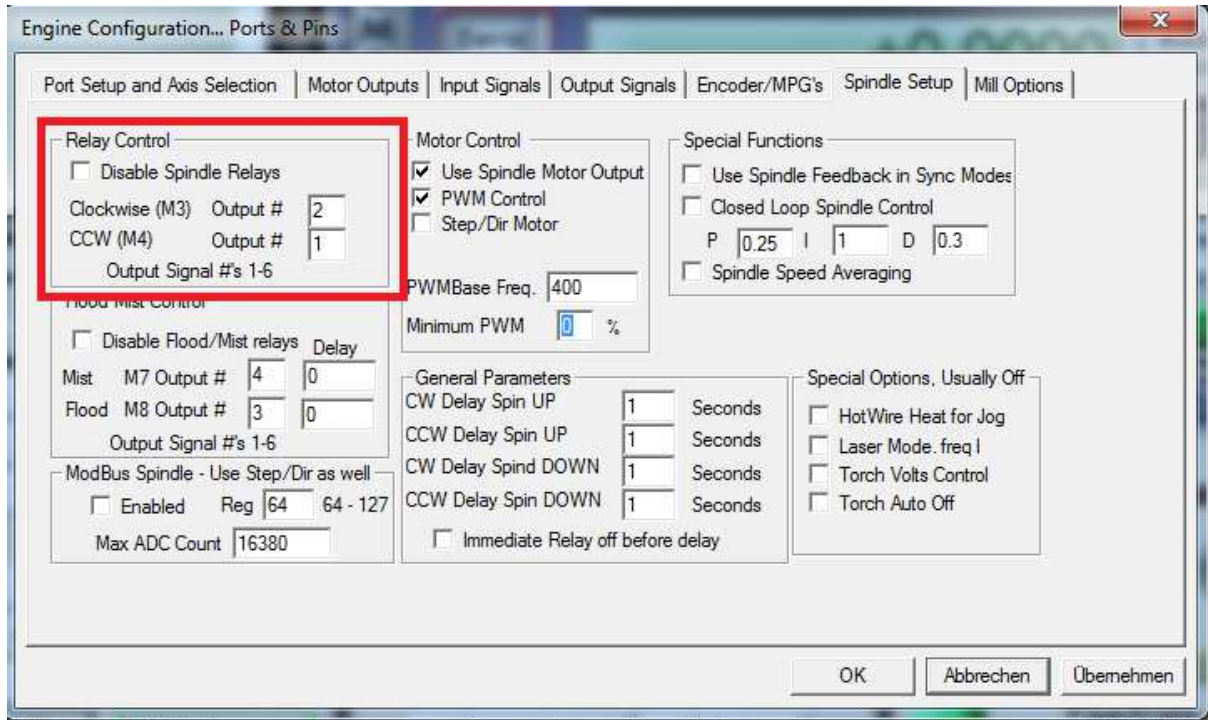 Engine Configuration... Ports & Pins
Port Setup and Axis Selection
Motor Outputs
Input Signals
Output Signals
Encoder/MPG's
Spindle Setup
Mill Options
Relay Control
Disable Spindle Relays
Clockwise (M3) Output # 2
CCW (M4) Output # 1
Output Signal #'s 1-6
Flood Mist Control
Disable Flood/Mist relays Delay
Mist M7 Output # 4 0
Flood M8 Output # 3 0
Output Signal #'s 1-6
ModBus Spindle - Use Step/Dir as well
Enabled Reg 64 64 - 127
Max ADC Count 16380
Motor Control
Use Spindle Motor Output
PWM Control
Step/Dir Motor
PWMBase Freq. 400
Minimum PWM 0 %
General Parameters
CW Delay Spin UP 1 Seconds
CCW Delay Spin UP 1 Seconds
CW Delay Spind DOWN 1 Seconds
CCW Delay Spin DOWN 1 Seconds
Immediate Relay off before delay
Special Functions
Use Spindle Feedback in Sync Modes
Closed Loop Spindle Control
P 0.25 I 1 D 0.3
Spindle Speed Averaging
Special Options, Usually Off
HotWire Heat for Jog
Laser Mode. freq l
Torch Volts Control
Torch Auto Off
OK
Abbrechen
Übernehmen